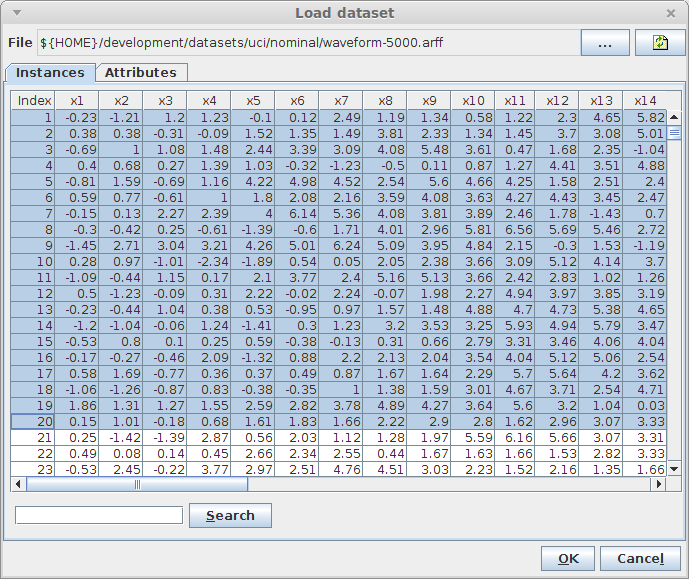 Load dataset
File ${HOME}/development/datasets/uci/nominal/waveform-5000.arff ...
Instances Attributes
Index x1 x2 x3 x4 x5 x6 x7 x8 x9 x10 x11 x12 x13 x14
1 -0.23 -1.21 1.2 1.23 -0.1 0.12 2.49 1.19 1.34 0.58 1.22 2.3 4.65 5.82
2 0.38 0.38 -0.31 -0.09 1.52 1.35 1.49 3.81 2.33 1.34 1.45 3.7 3.08 5.01
3 -0.69 1 1.08 1.48 2.44 3.39 3.09 4.08 5.48 3.61 0.47 1.68 2.35 -1.04
4 0.4 0.68 0.27 1.39 1.03 -0.32 -1.23 -0.5 0.11 0.87 1.27 4.41 3.51 4.88
5 -0.81 1.59 -0.69 1.16 4.22 4.98 4.52 2.54 5.6 4.66 4.25 1.58 2.51 2.4
6 0.59 0.77 -0.61 1 1.8 2.08 2.16 3.59 4.08 3.63 4.27 4.43 3.45 2.47
7 -0.15 0.13 2.27 2.39 4 6.14 5.36 4.08 3.81 3.89 2.46 1.78 -1.43 0.7
8 -0.3 -0.42 0.25 -0.61 -1.39 -0.6 1.71 4.01 2.96 5.81 6.56 5.69 5.46 2.72
9 -1.45 2.71 3.04 3.21 4.26 5.01 6.24 5.09 3.95 4.84 2.15 -0.3 1.53 -1.19
10 0.28 0.97 -1.01 -2.34 -1.89 0.54 0.05 2.05 2.38 3.66 3.09 5.12 4.14 3.7
11 -1.09 -0.44 1.15 0.17 2.1 3.77 2.4 5.16 5.13 3.66 2.42 2.83 1.02 1.26
12 0.5 -1.23 -0.09 0.31 2.22 -0.02 2.24 -0.07 1.98 2.27 4.94 3.97 3.85 3.19
13 -0.23 -0.44 1.04 0.38 0.53 -0.95 0.97 1.57 1.48 4.88 4.7 4.73 5.38 4.65
14 -1.2 -1.04 -0.06 1.24 -1.41 0.3 1.23 3.2 3.53 3.25 5.93 4.94 5.79 3.47
15 -0.53 0.8 0.1 0.25 0.59 -0.38 -0.13 0.31 0.66 2.79 3.31 3.46 4.06 4.04
16 -0.17 -0.27 -0.46 2.09 -1.32 0.88 2.2 2.13 2.04 3.54 4.04 5.12 5.06 2.54
17 0.58 1.69 -0.77 0.36 0.37 0.49 0.87 1.67 1.64 2.29 5.7 5.64 4.2 3.62
18 -1.06 -1.26 -0.87 0.83 -0.38 -0.35 1 1.38 1.59 3.01 4.67 3.71 2.54 4.71
19 1.86 1.31 1.27 1.55 2.59 2.82 3.78 4.89 4.27 3.64 5.6 3.2 1.04 0.03
20 0.15 1.01 -0.18 0.68 1.61 1.83 1.66 2.22 2.9 2.8 1.62 2.96 3.07 3.33
21 0.25 -1.42 -1.39 2.87 0.56 2.03 1.12 1.28 1.97 5.59 6.16 5.66 3.07 3.31
22 0.49 0.08 0.14 0.45 2.66 2.34 2.55 0.44 1.67 1.63 1.66 1.53 2.82 3.33
23 -0.53 2.45 -0.22 3.77 2.97 2.51 4.76 4.51 3.03 2.23 1.52 2.16 1.35 1.66
Search
OK Cancel